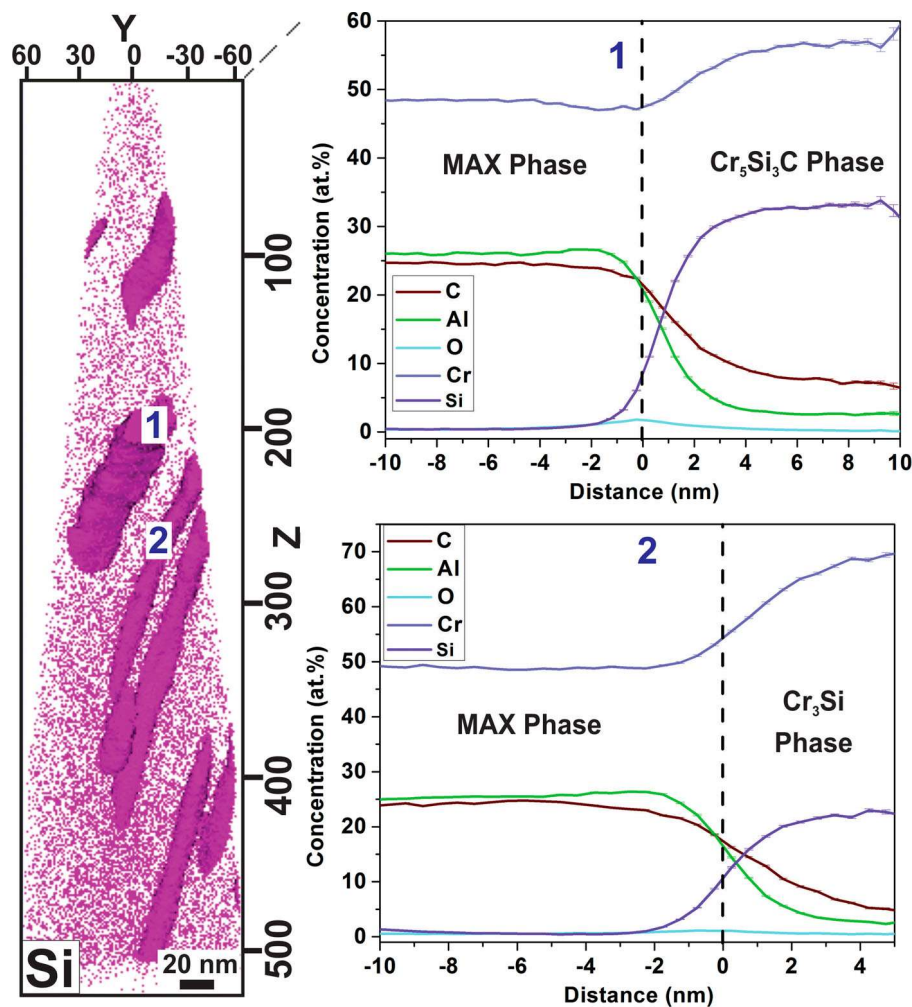 Y
60 30 0 -30 -60
100
200
Z
300
400
500
1
2
Si
20 nm
1
60
50
40
30
20
10
0
Concentration (at.%)
MAX Phase
Cr₅Si₃C Phase
C
Al
O
Cr
Si
-10 -8 -6 -4 -2 0 2 4 6 8 10
Distance (nm)
2
70
60
50
40
30
20
10
0
Concentration (at.%)
C
Al
O
Cr
Si
MAX Phase
Cr₃Si
Phase
-10 -8 -6 -4 -2 0 2 4
Distance (nm)